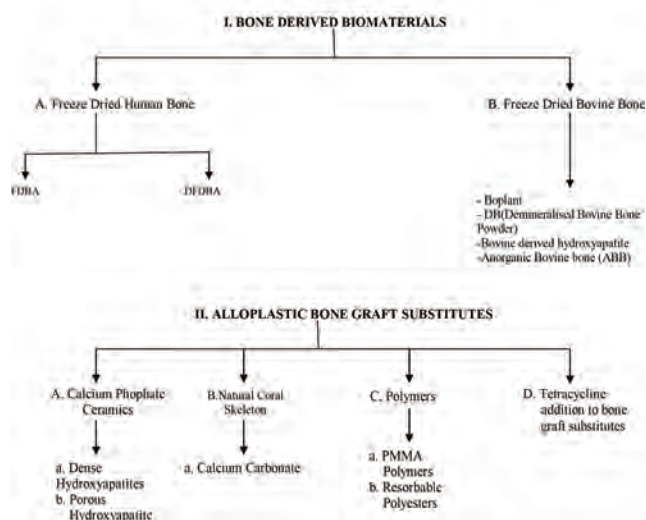 I. BONE DERIVED BIOMATERIALS
A. Freeze Dried Human Bone
B. Freeze Dried Bovine Bone
FDBA
DFDBA
- Boplant
- DB(Demineralised Bovine Bone
Powder)
-Bovine derived hydroxyapatite
-Anorganic Bovine bone (ABB)
II. ALLOPLASTIC BONE GRAFT SUBSTITUTES
A. Calcium Phophate
Ceramics
B.Natural Coral
Skeleton
C. Polymers
D. Tetracycline
addition to bone
graft substitutes
a. Dense
Hydroxyapatites
b. Porous
Hydroxyapatite
a. Calcium Carbonate
a. PMMA
Polymers
b. Resorbable
Polyesters